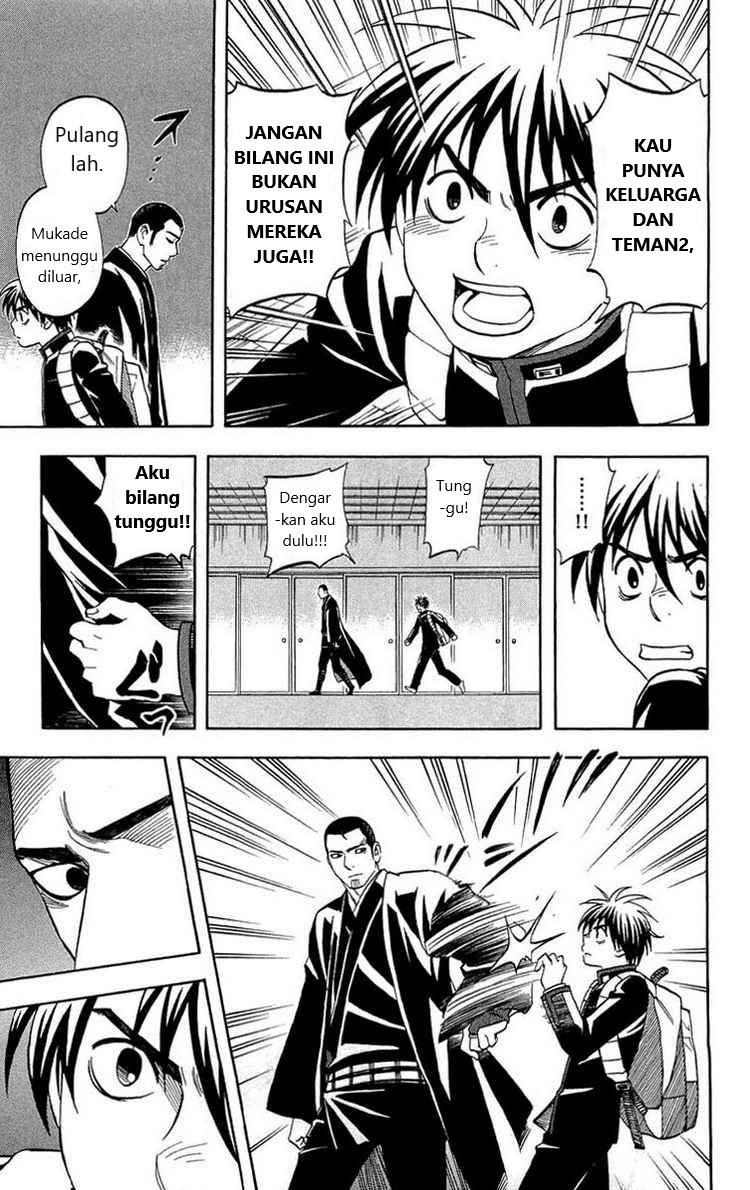 KAU
PUNYA
KELUARGA
DAN
TEMAN2,
JANGAN
BILANG INI
BUKAN
URUSAN
MEREKA
JUGA!!
Pulang
lah.
Mukade
menunggu
diluar,
......
!!
Tung
-gu!
Dengar
-kan aku
dulu!!!
Aku
bilang
tunggu!!